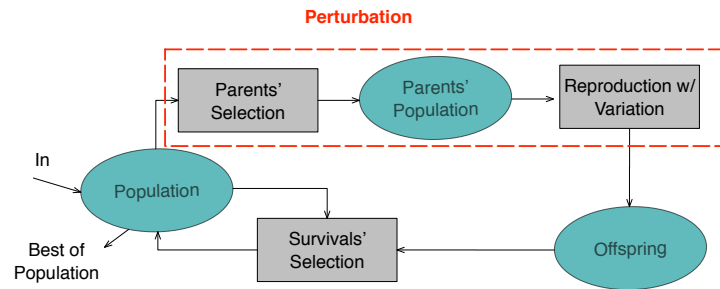 Perturbation
Parents'
Selection
Parents'
Population
Reproduction w/
Variation
In
Population
Best of
Population
Survivals'
Selection
Offspring